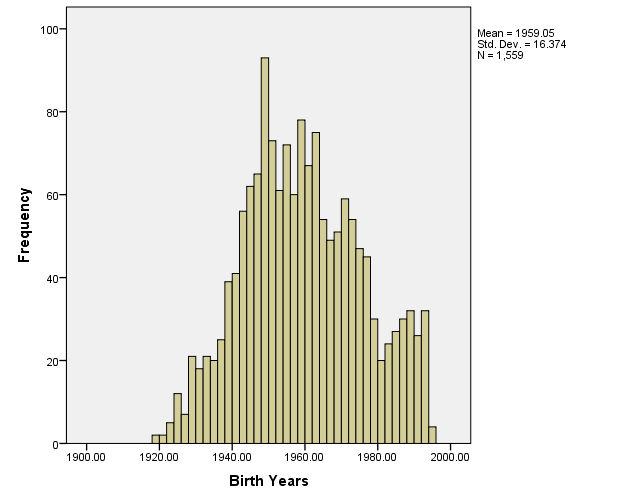 Mean = 1959.05
Std. Dev. = 16.374
N = 1,559
100
80
60
40
20
0
Frequency
1900.00 1920.00 1940.00 1960.00 1980.00 2000.00
Birth Years